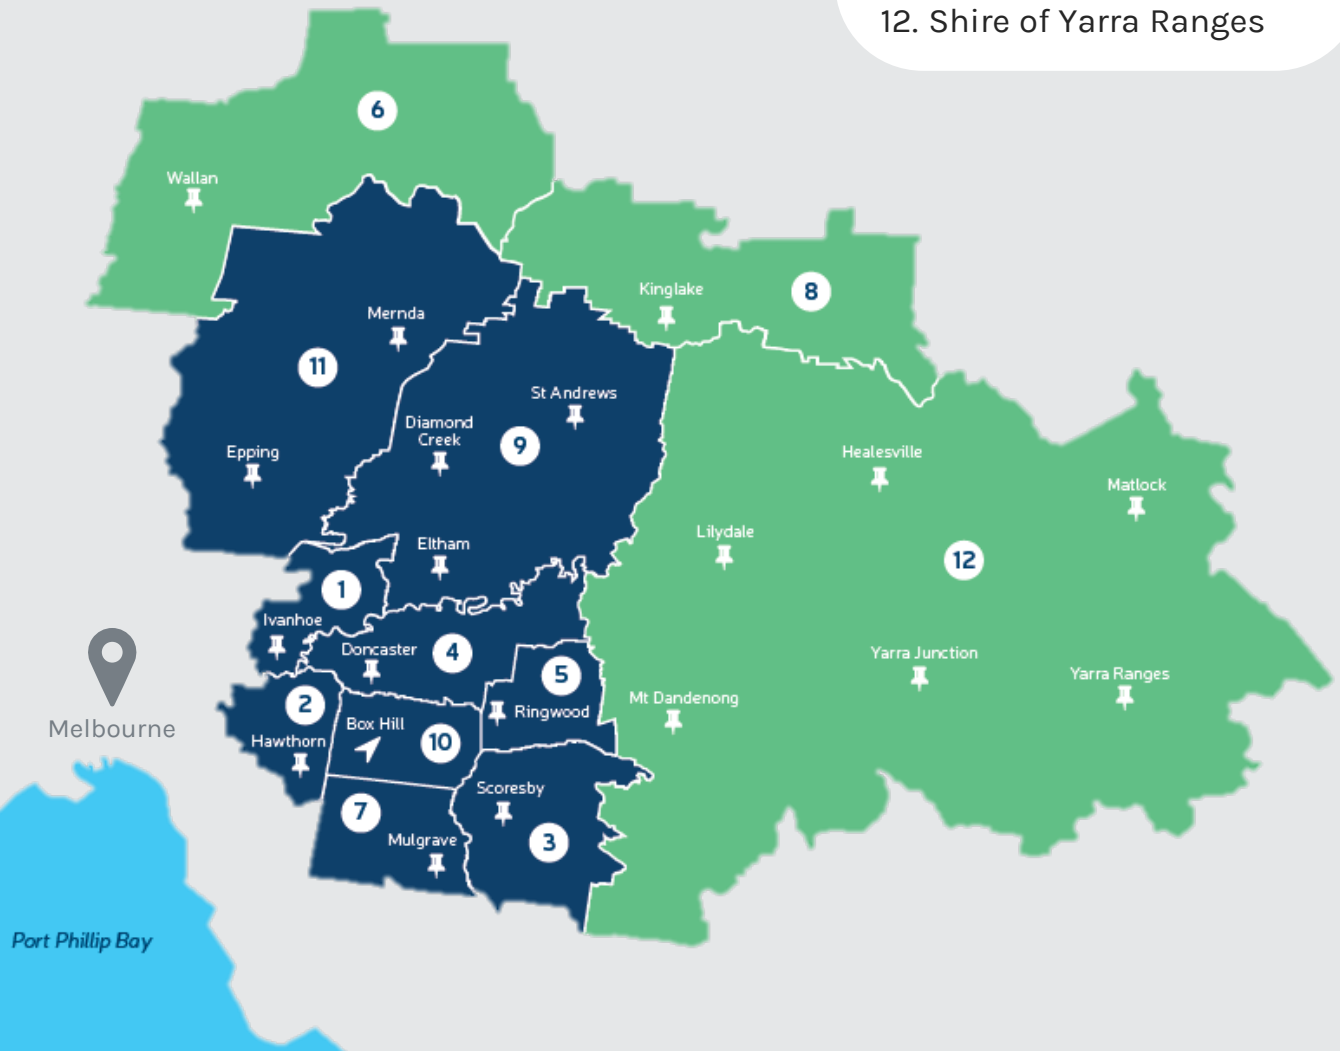 12. Shire of Yarra Ranges
6
Wallan
Kinglake
8
Mernda
11
St Andrews
Diamond
Creek
9
Epping
Healesville
Matlock
Lilydale
Eltham
12
1
Ivanhoe
Doncaster
4
Yarra Junction
5
Yarra Ranges
Mt Dandenong
2
Ringwood
Melbourne
Box Hill
Hawthorn
10
Scoresby
7
Mulgrave
3
Port Phillip Bay